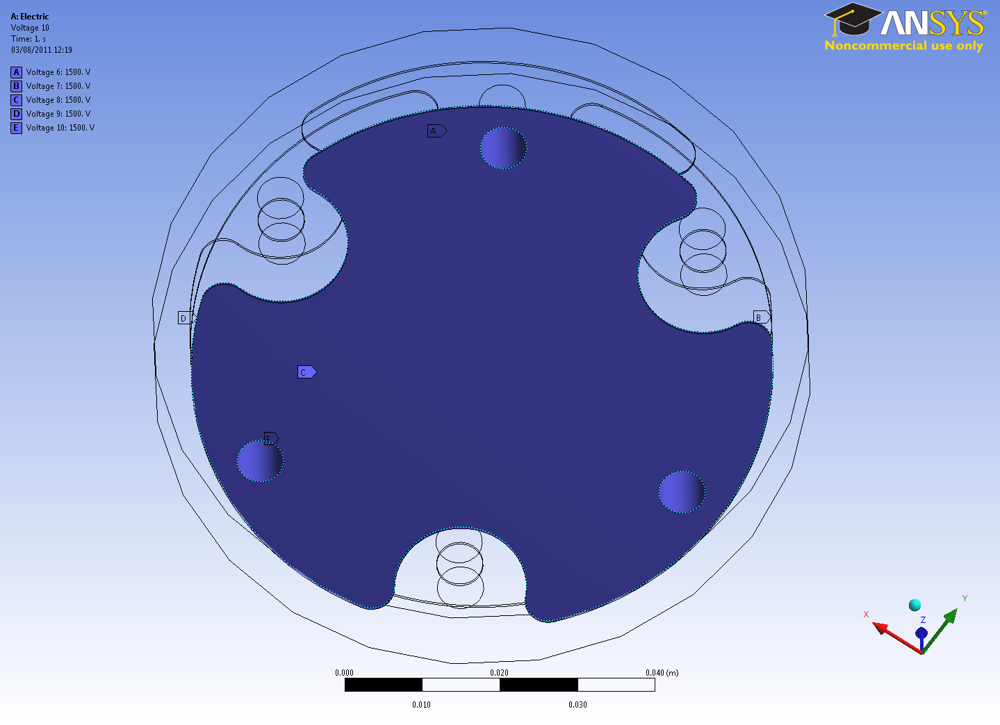 A: Electric
Voltage 10
Time: 1. s
03/08/2011 12:19
A Voltage 6: 1500. V
B Voltage 7: 1500. V
C Voltage 8: 1500. V
D Voltage 9: 1500. V
E Voltage 10: 1500. V
ANSYS®
Noncommercial use only
A
D
B
C
E
X
Y
Z
0.000
0.020
0.040 (m)
0.010
0.030